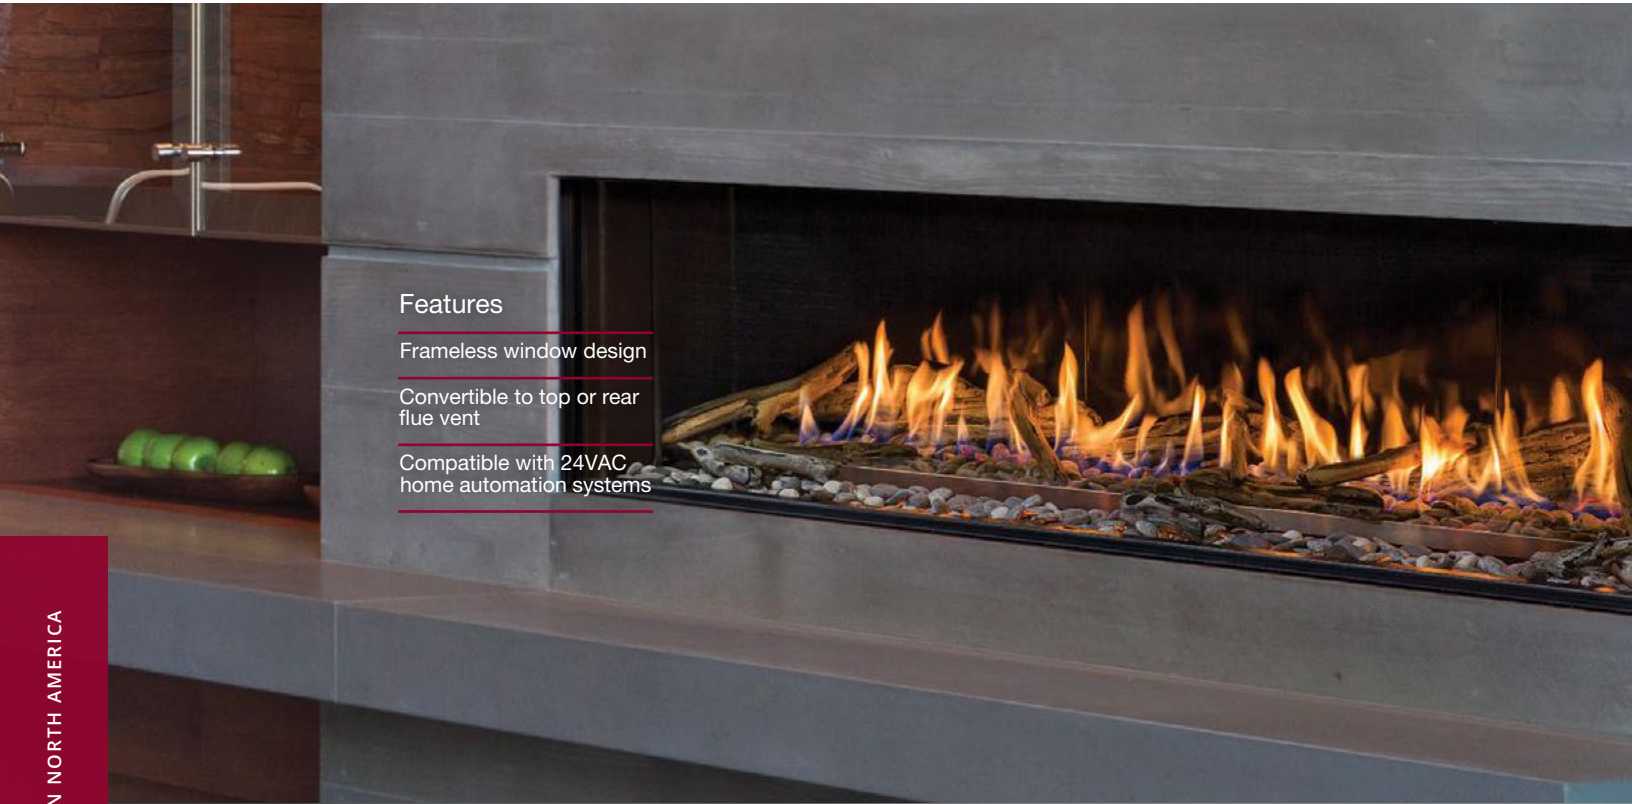 Features
Frameless window design
Convertible to top or rear
flue vent
Compatible with 24VAC
home automation systems
N NORTH AMERICA